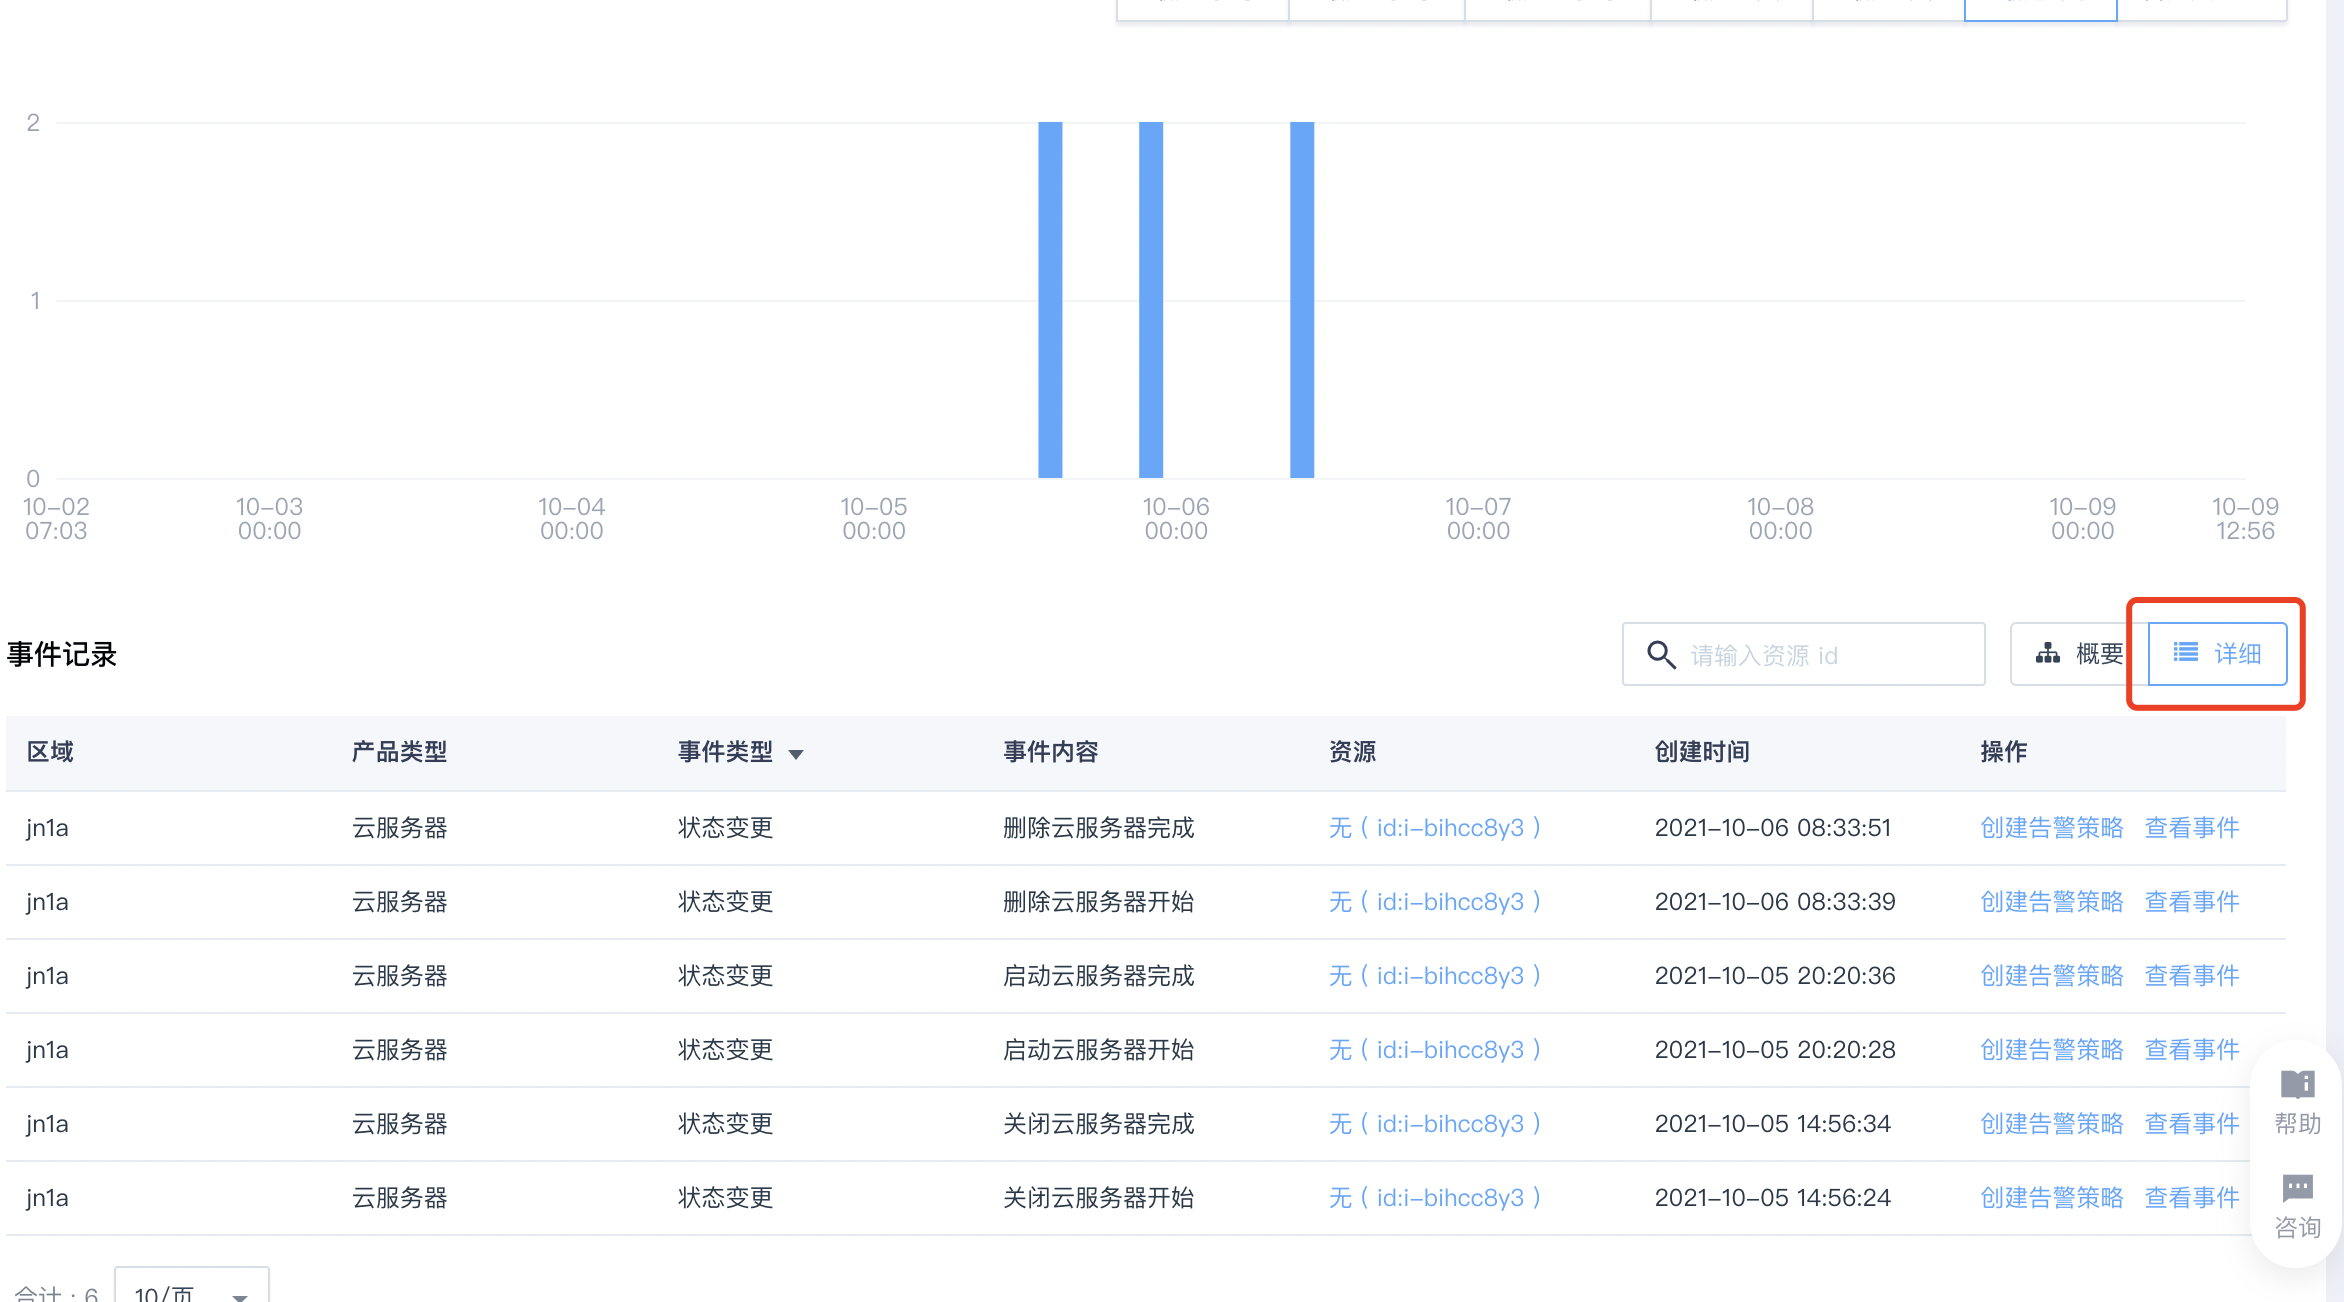 2
1
0
10-02 10-03 10-04 10-05 10-06 10-07 10-08 10-09 10-09
07:03 00:00 00:00 00:00 00:00 00:00 00:00 00:00 12:56
事件记录 请输入资源 id 概要 详细
区域 产品类型 事件类型 事件内容 资源 创建时间 操作
jn1a 云服务器 状态变更 删除云服务器完成 无（id:i-bihcc8y3） 2021-10-06 08:33:51 创建告警策略 查看事件
jn1a 云服务器 状态变更 删除云服务器开始 无（id:i-bihcc8y3） 2021-10-06 08:33:39 创建告警策略 查看事件
jn1a 云服务器 状态变更 启动云服务器完成 无（id:i-bihcc8y3） 2021-10-05 20:20:36 创建告警策略 查看事件
jn1a 云服务器 状态变更 启动云服务器开始 无（id:i-bihcc8y3） 2021-10-05 20:20:28 创建告警策略 查看事件
jn1a 云服务器 状态变更 关闭云服务器完成 无（id:i-bihcc8y3） 2021-10-05 14:56:34 创建告警策略 查看事件
jn1a 云服务器 状态变更 关闭云服务器开始 无（id:i-bihcc8y3） 2021-10-05 14:56:24 创建告警策略 查看事件
帮助
咨询
合计：6 10/页